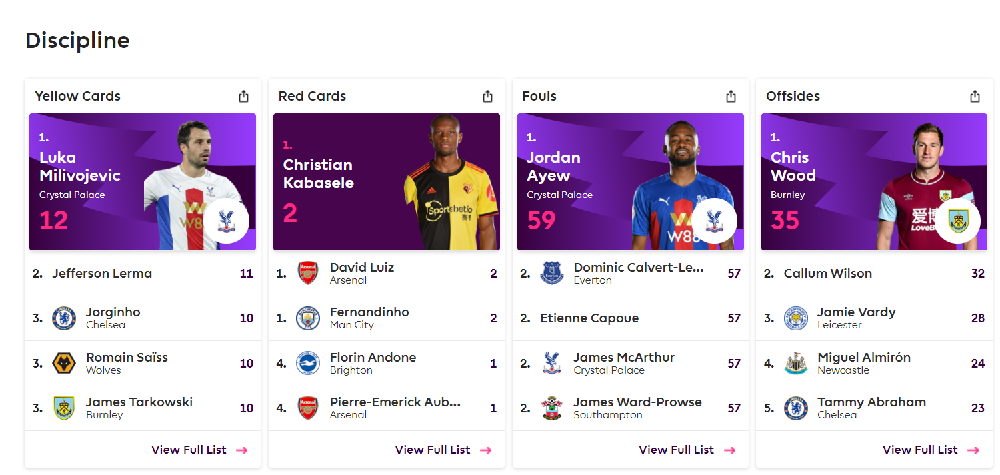 Discipline
Yellow Cards
1.
Luka
Milivojevic
Crystal Palace
12
2. Jefferson Lerma 11
3. Jorginho 10
Chelsea
3. Romain Saïss 10
Wolves
3. James Tarkowski 10
Burnley
View Full List
Red Cards
1.
Christian
Kabasele
2
1. David Luiz 2
Arsenal
1. Fernandinho 2
Man City
4. Florin Andone 1
Brighton
4. Pierre-Emerick Aub... 1
Arsenal
View Full List
Fouls
1.
Jordan
Ayew
Crystal Palace
59
W88
2. Dominic Calvert-Le... 57
Everton
2. Etienne Capoue 57
2. James McArthur 57
Crystal Palace
2. James Ward-Prowse 57
Southampton
View Full List
Offsides
1.
Chris
Wood
Burnley
35
2. Callum Wilson 32
3. Jamie Vardy 28
Leicester
4. Miguel Almirón 24
Newcastle
5. Tammy Abraham 23
Chelsea
View Full List